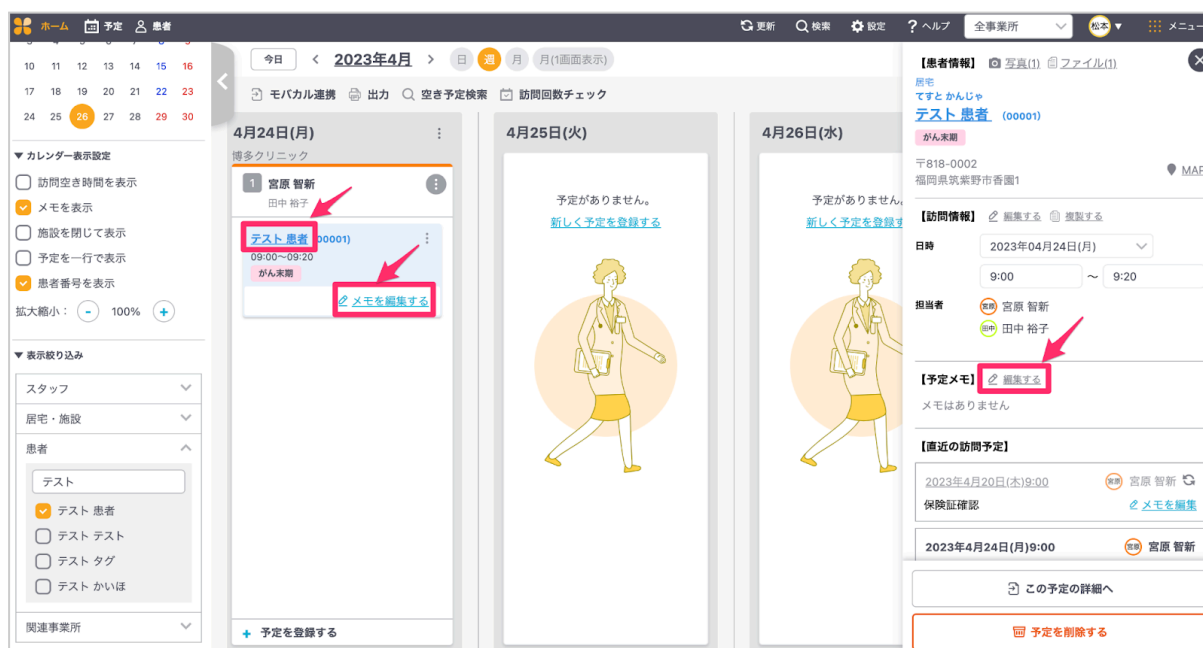 ホーム 予定 患者 更新 検索 設定 ? ヘルプ 全事業所 松本 ▼ メニュー
10 11 12 13 14 15 16
17 18 19 20 21 22 23
24 25 26 27 28 29 30
▼ カレンダー表示設定
訪問空き時間を表示
メモを表示
施設を閉じて表示
予定を一行で表示
患者番号を表示
拡大縮小： - 100% +
▼ 表示絞り込み
スタッフ
居宅・施設
患者
テスト
テスト 患者
テスト テスト
テスト タグ
テスト かいほ
関連事業所
今日 < 2023年4月 > 日 週 月 月(1画面表示)
モバカル連携 出力 空き予定検索 訪問回数チェック
4月24日(月)
博多クリニック
1 宮原 智新
田中 裕子
テスト 患者 (00001)
09:00〜09:20
がん末期
メモを編集する
+ 予定を登録する
4月25日(火)
予定がありません。
新しく予定を登録する
4月26日(水)
予定がありません。
新しく予定を登録す
【患者情報】 写真(1) ファイル(1)
居宅
てすと かんじゃ
テスト 患者 (00001)
がん末期
〒818-0002
福岡県筑紫野市香園1
MAP
【訪問情報】 編集する 複製する
日時 2023年04月24日(月)
9:00 〜 9:20
担当者 宮原 宮原 智新
田中 田中 裕子
【予定メモ】 編集する
メモはありません
【直近の訪問予定】
2023年4月20日(木)9:00 宮原 宮原 智新
保険証確認 メモを編集
2023年4月24日(月)9:00 宮原 宮原 智新
この予定の詳細へ
予定を削除する